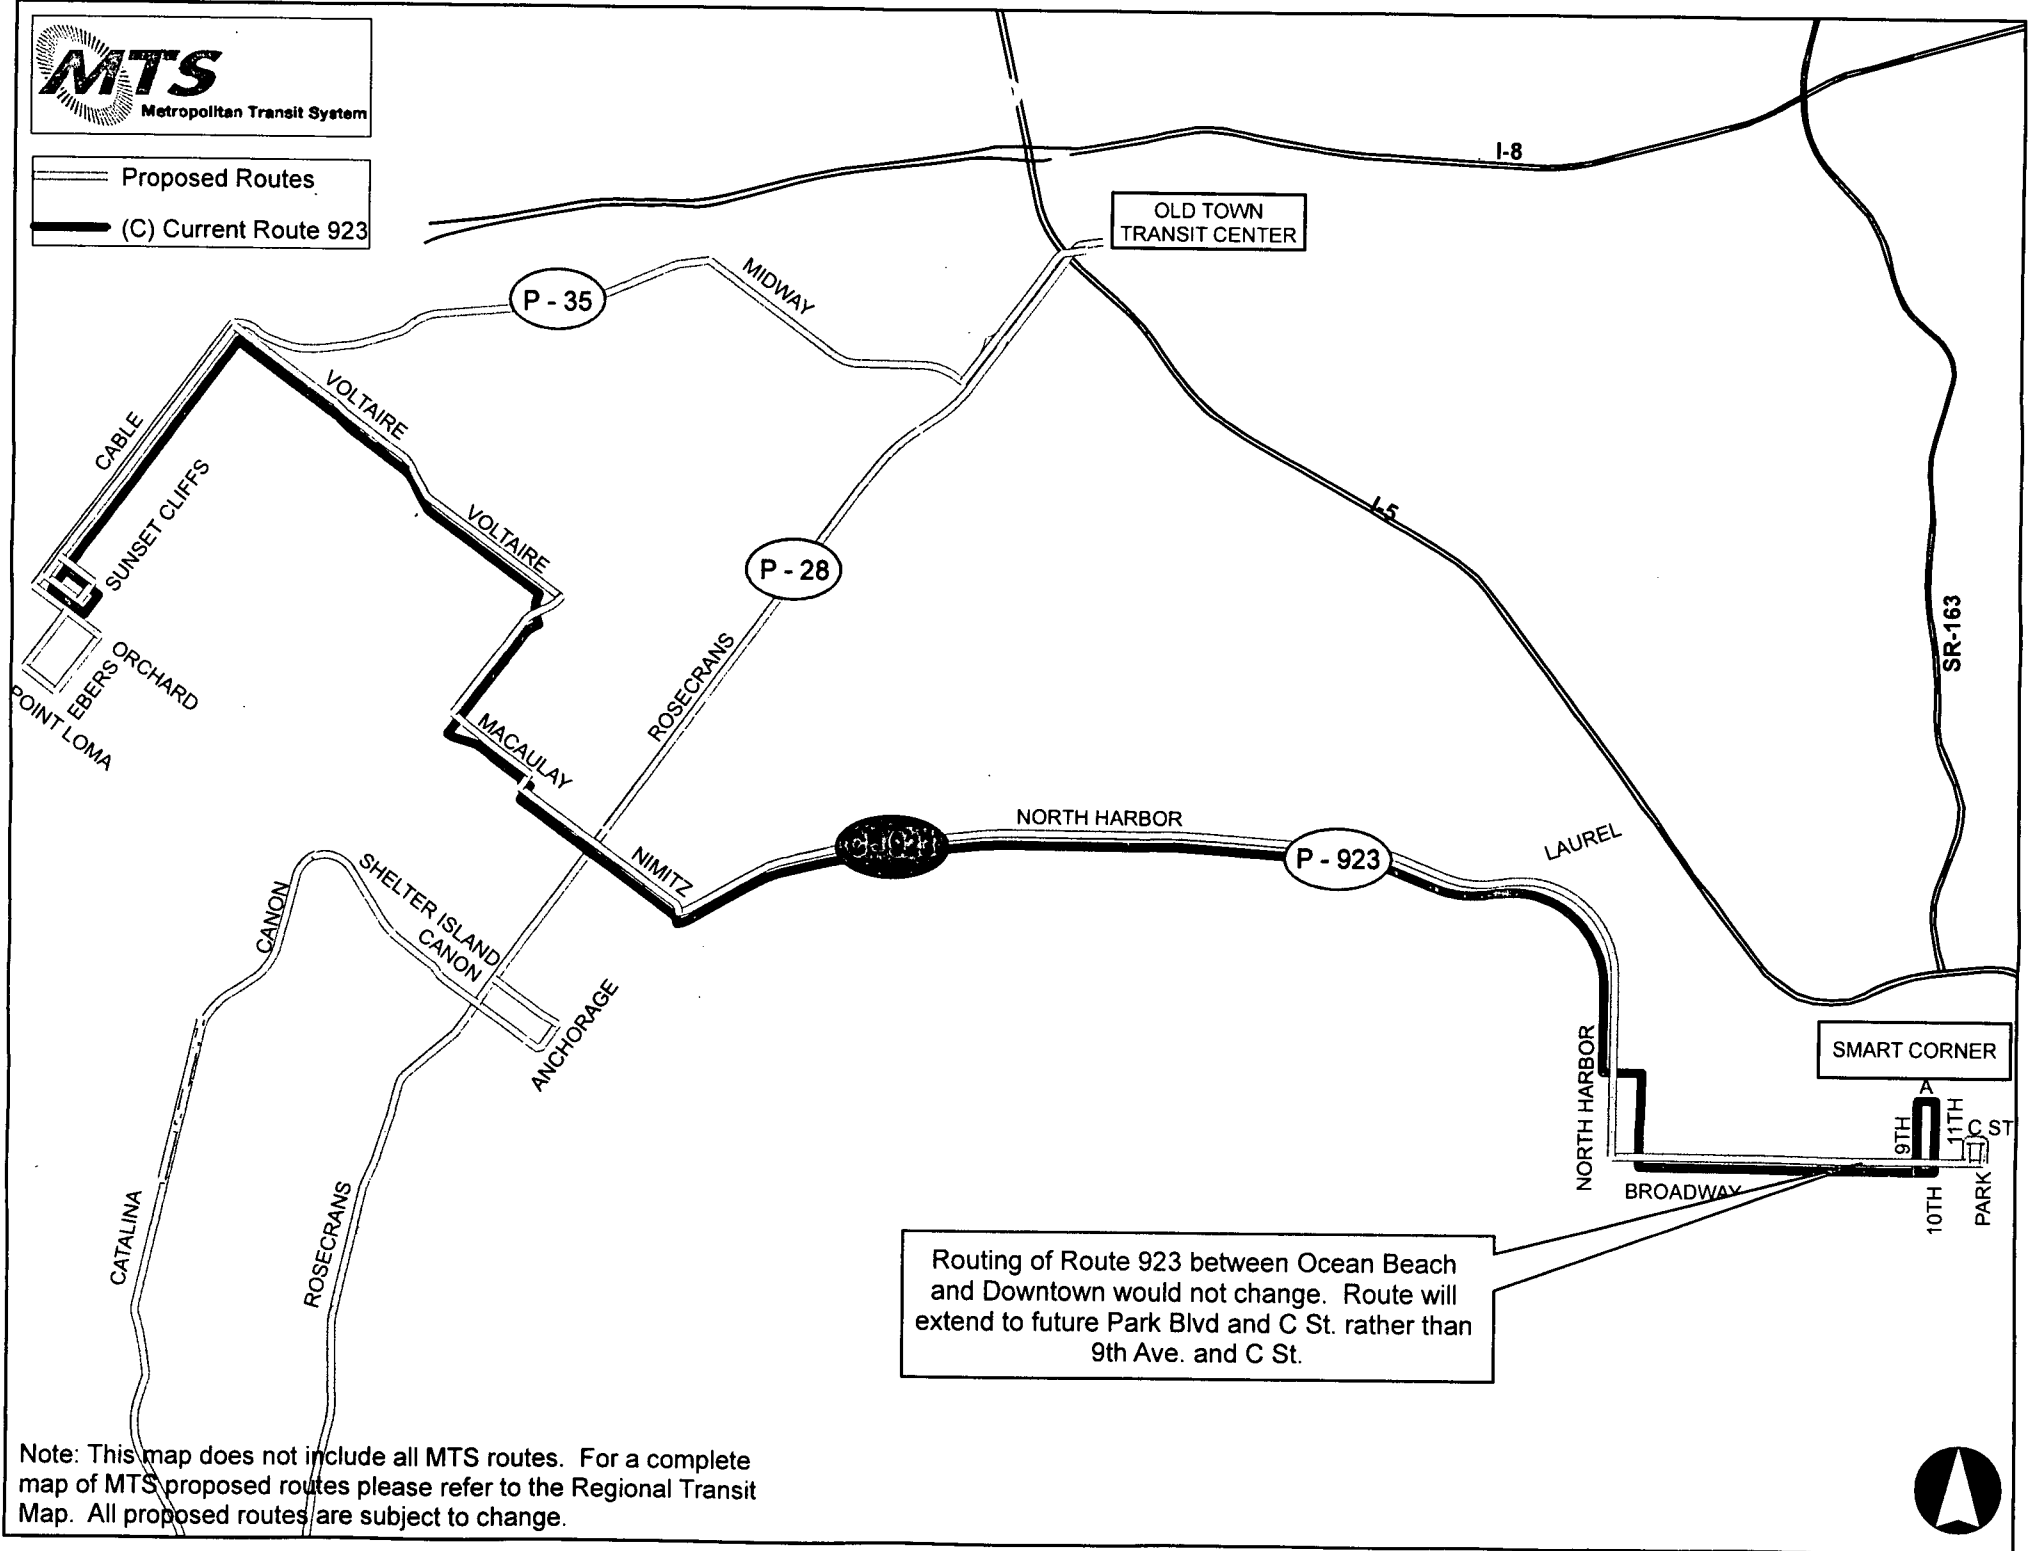 MTS
Metropolitan Transit System
Proposed Routes
(C) Current Route 923
I-8
OLD TOWN
TRANSIT CENTER
P - 35
MIDWAY
VOLTAIRE
CABLE
SUNSET CLIFFS
VOLTAIRE
I-5
P - 28
SR-163
ROSECRANS
ORCHARD
EBERS
POINT LOMA
MACAULAY
NORTH HARBOR
LAUREL
P - 923
NIMITZ
SHELTER ISLAND
CANON
CANON
ANCHORAGE
NORTH HARBOR
SMART CORNER
A
9TH
11TH
C ST
BROADWAY
10TH
PARK
CATALINA
ROSECRANS
Routing of Route 923 between Ocean Beach
and Downtown would not change. Route will
extend to future Park Blvd and C St. rather than
9th Ave. and C St.
Note: This map does not include all MTS routes. For a complete
map of MTS proposed routes please refer to the Regional Transit
Map. All proposed routes are subject to change.